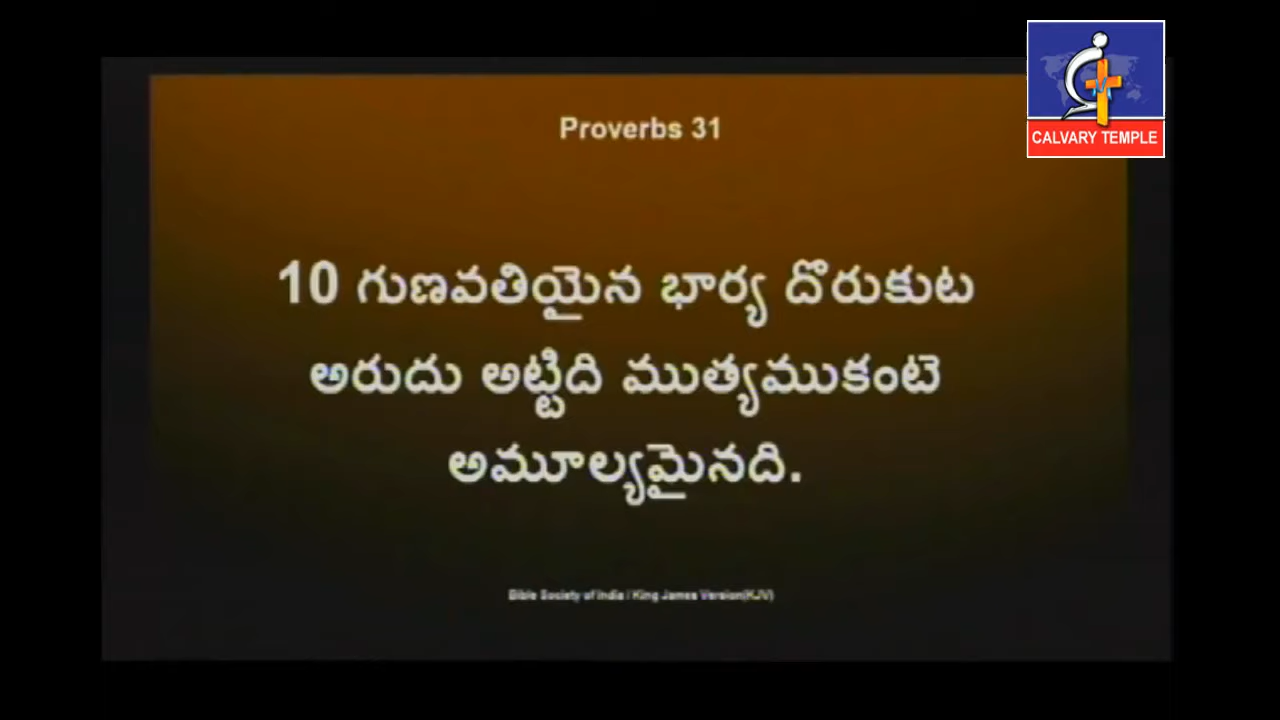 CALVARY TEMPLE
Proverbs 31
10 గుణవతియైన భార్య దొరుకుట
అరుదు అట్టిది ముత్యముకంటె
అమూల్యమైనది.
Bible Society of India / King James Version(KJV)